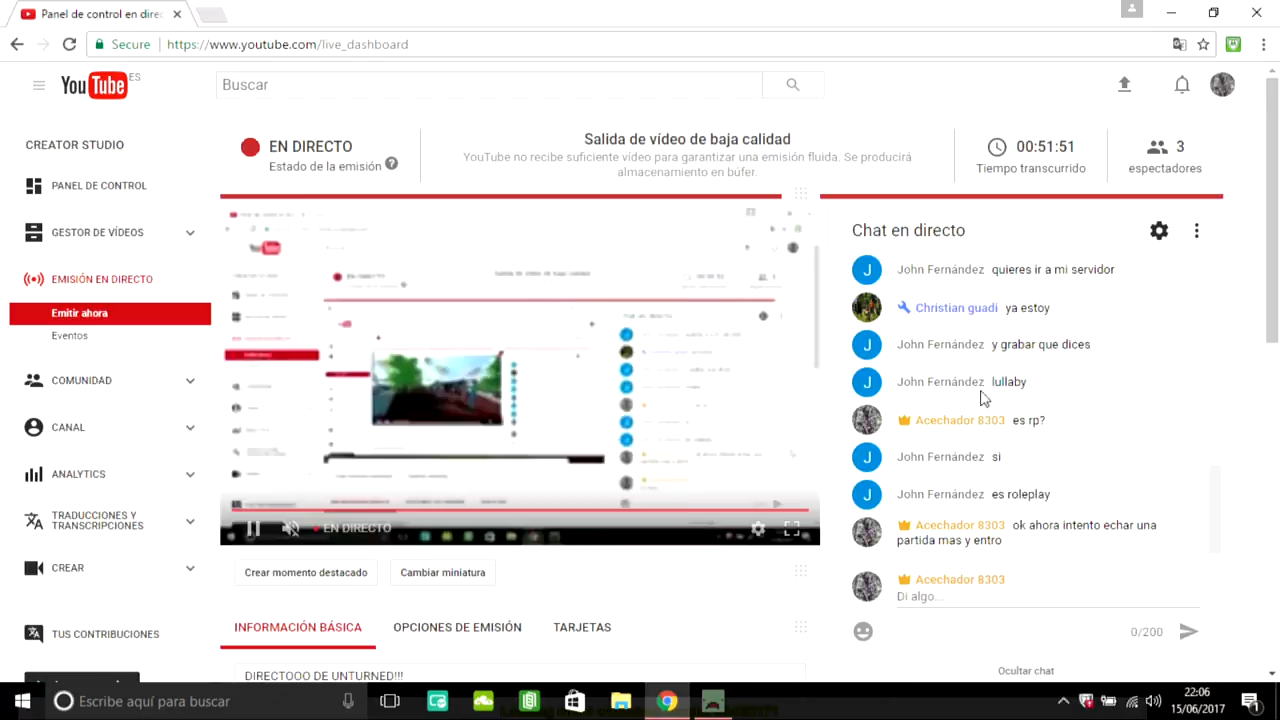 Panel de control en direc
Secure
https://www.youtube.com/live_dashboard
YouTube ES
Buscar
CREATOR STUDIO
PANEL DE CONTROL
GESTOR DE VÍDEOS
EMISIÓN EN DIRECTO
Emitir ahora
Eventos
COMUNIDAD
CANAL
ANALYTICS
TRADUCCIONES Y
TRANSCRIPCIONES
CREAR
TUS CONTRIBUCIONES
EN DIRECTO
Estado de la emisión
Salida de vídeo de baja calidad
YouTube no recibe suficiente vídeo para garantizar una emisión fluida. Se producirá
almacenamiento en búfer.
00:51:51
Tiempo transcurrido
3
espectadores
EN DIRECTO
Crear momento destacado
Cambiar miniatura
INFORMACIÓN BÁSICA
OPCIONES DE EMISIÓN
TARJETAS
DIRECTOOO DE UNTURNED!!!
Chat en directo
J John Fernández quieres ir a mi servidor
Christian guadi ya estoy
J John Fernández y grabar que dices
J John Fernández lullaby
Acechador 8303 es rp?
J John Fernández si
J John Fernández es roleplay
Acechador 8303 ok ahora intento echar una
partida mas y entro
Acechador 8303
Di algo...
0/200
Ocultar chat
Escribe aquí para buscar
22:06
15/06/2017
1